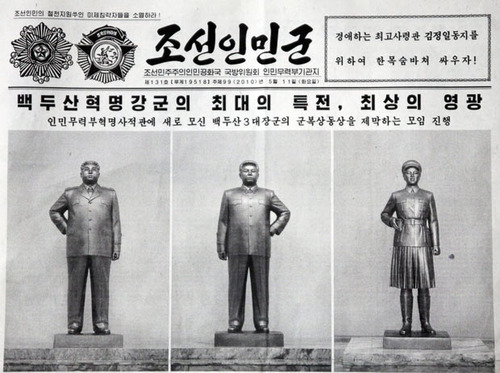 조선인민의 철전지원쑤인 미제침략자들을 소멸하라!
조선인민군
조선민주주의인민공화국 국방위원회 인민무력부기관지
제131호 [루계19518] 주체99(2010)년 5월 11일 (화요일)
경애하는 최고사령관 김정일동지를
위하여 한목숨바쳐 싸우자!
백두산혁명강군의 최대의 특전, 최상의 영광
인민무력부혁명사적관에 새로 모신 백두산3대장군의 군복상동상을 제막하는 모임 진행